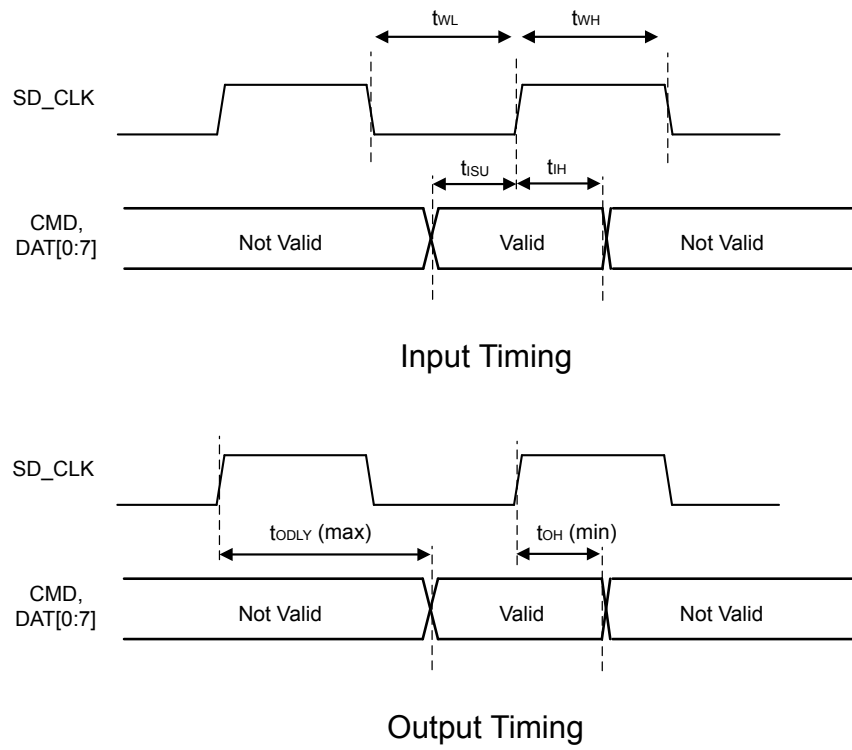 tWL tWH
SD_CLK
tISU tIH
CMD,
DAT[0:7]
Not Valid Valid Not Valid
Input Timing
SD_CLK
tODLY (max) tOH (min)
CMD,
DAT[0:7]
Not Valid Valid Not Valid
Output Timing